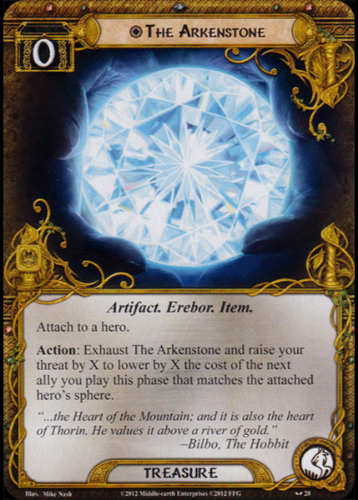 0
The Arkenstone
Artifact. Erebor. Item.
Attach to a hero.
Action: Exhaust The Arkenstone and raise your
threat by X to lower by X the cost of the next
ally you play this phase that matches the attached
hero's sphere.
"...the Heart of the Mountain; and it is also the heart
of Thorin. He values it above a river of gold."
–Bilbo, The Hobbit
Treasure
Illus. Mike Nash
©2012 Middle-earth Enterprises ©2012 FFG
20